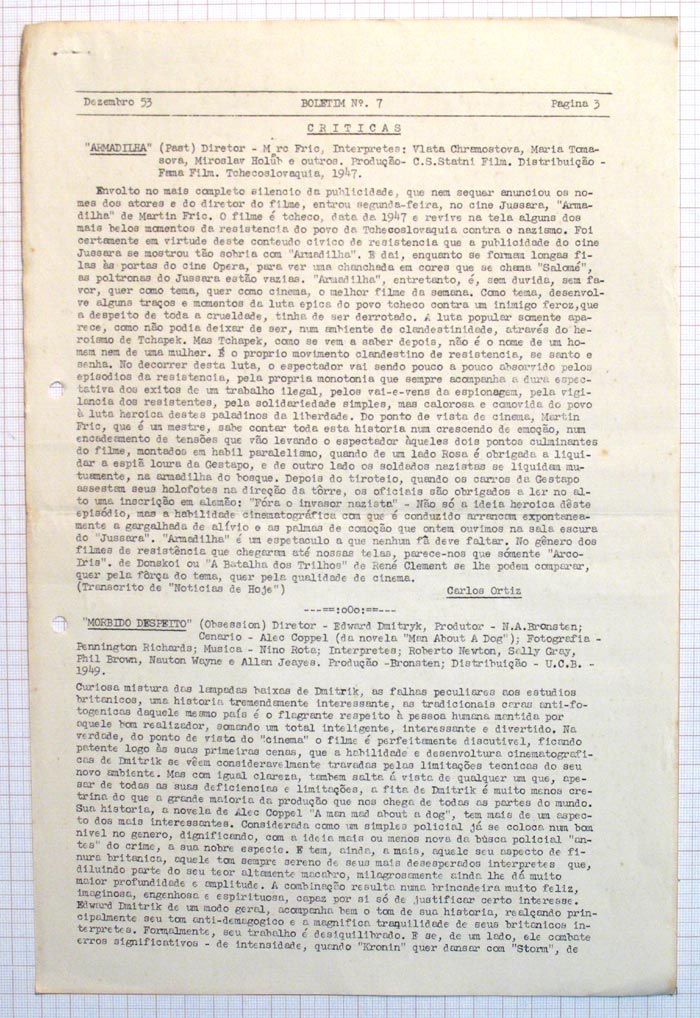 Dezembro 53 BOLETIM Nº. 7 Pagina 3
C R I T I C A S
"ARMADILHA" (Past) Diretor - M rc Fric, Interpretes: Vlata Chramostova, Maria Toma-
sova, Miroslav Holüb e outros. Produção- C.S.Statni Film. Distribuição -
Fama Film. Tchecoslovaquia, 1947.
Envolto no mais completo silencio da publicidade, que nem sequer anunciou os no-
mes dos atores e do diretor do filme, entrou segunda-feira, no cine Jussara, "Arma-
dilha" de Martin Fric. O filme é tcheco, data da 1947 e revive na tela alguns dos
mais belos momentos da resistencia do povo da Tchecoslovaquia contra o nazismo. Foi
certamente em virtude deste conteudo civico de resistencia que a publicidade do cine
Jussara se mostrou tão sobria com "Armadilha". E dai, enquanto se formam longas fi-
las às portas do cine Opera, para ver uma chanchada em cores que se chama "Salomé",
as poltronas do Jussara estão vazias. "Armadilha", entretanto, é, sem duvida, sem fa-
vor, quer como tema, quer como cinema, o melhor filme da semana. Como tema, desenvol-
ve alguns traços e momentos da luta epica do povo tcheco contra um inimigo feroz,que
a despeito de toda a crueldade, tinha de ser derrotado. A luta popular somente apa-
rece, como não podia deixar de ser, num ambiente de clandestinidade, através do he-
roismo de Tchapek. Mas Tchapek, como se vem a saber depois, não é o nome de um ho-
mem nem de uma mulher. É o proprio movimento clandestino de resistencia, se santo e
senha. No decorrer desta luta, o espectador vai sendo pouco a pouco absorvido pelos
episodios da resistencia, pela propria monotonia que sempre acompanha a dura espec-
tativa dos exitos de um trabalho ilegal, pelos vai-e-vens da espionagem, pela vigi-
lancia dos resistentes, pela solidariedade simples, mas calorosa e comovida do povo
à luta heroica destes paladinos da liberdade. Do ponto de vista de cinema, Martin
Fric, que é um mestre, sabe contar toda esta historia num crescendo de emoção, num
encadeamento de tensões que vão levando o espectador àqueles dois pontos culminantes
do filme, montados em habil paralelismo, quando de um lado Rosa é obrigada a liqui-
dar a espiã loura da Gestapo, e de outro lado os soldados nazistas se liquidam mu-
tuamente, na armadilha do bosque. Depois do tiroteio, quando os carros da Gestapo
assestam seus holofotes na direção da tôrre, os oficiais são obrigados a ler no al-
to uma inscrição em alemão: "Fóra o invasor nazista" - Não só a ideia heroica dêste
episódio, mas a habilidade cinematográfica com que é conduzido arrancam expontanea-
mente a gargalhada de alívio e as palmas de comoção que ontem ouvimos na sala escura
do "Jussara". "Armadilha" é um espetaculo a que nenhum fã deve faltar. No gênero dos
filmes de resistência que chegaram até nossas telas, parece-nos que sómente "Arco-
Iris". de Donskoi ou "A Batalha dos Trilhos" de René Clement se lhe podem comparar,
quer pela fôrça do tema, quer pela qualidade de cinema.
(Transcrito de "Noticias de Hoje") Carlos Ortiz
---==:oOo:==---
"MORBIDO DESPEITO" (Obsession) Diretor - Edward Dmitryk, Produtor - N.A.Bronsten;
Cenario - Alec Coppel (da novela "Man About A Dog"); Fotografia -
Pennington Richards; Musica - Nino Rota; Interpretes; Roberto Newton, Sally Gray,
Phil Brown, Nauton Wayne e Allan Jeayes. Produção -Bronsten; Distribuição - U.C.B. -
1949.
Curiosa mistura das lampadas baixas de Dmitrik, as falhas peculiares aos estudios
britanicos, uma historia tremendamente interessante, as tradicionais caras anti-fo-
togenicas daquele mesmo país é o flagrante respeito à pessoa humana mantida por
aquele bom realizador, somando um total inteligente, interessante e divertido. Na
verdade, do ponto de visto do "cinema" o filme é perfeitamente discutivel, ficando
patente logo às suas primeiras cenas, que a habilidade e desenvoltura cinematografi-
cas de Dmitrik se vêem consideravelmente travadas pelas limitações tecnicas do seu
novo ambiente. Mas com igual clareza, tambem salta á vista de qualquer um que, ape-
sar de todas as suas deficiencias e limitações, a fita de Dmitrik é muito menos cre-
trina do que a grande maioria da produção que nos chega de todas as partes do mundo.
Sua historia, a novela de Alec Coppel "A man mad about a dog", tem mais de um aspec-
to dos mais interessantes. Considerada como um simples policial já se coloca num bom
nivel no genero, dignificando, com a ideia mais ou menos nova da bùsca policial "an-
tes" do crime, a sua nobre especie. E tem, ainda, a mais, aquele seu aspecto de fi-
nura britanica, aquele tom sempre sereno de seus mais desesperados interpretes que,
diluindo parte do seu teor altamente macabro, milagrosamente ainda lhe dá muito
maior profundidade e amplitude. A combinação resulta numa brincadeira muito feliz,
imaginosa, engenhosa e espirituosa, capaz por si só de justificar certo interesse.
Edward Dmitrik de um modo geral, acompanha bem o tom de sua historia, realçando prin-
cipalmente seu tom anti-demagogico e a magnifica tranquilidade de seus britanicos in-
terpretes. Formalmente, seu trabalho é desiquilibrado. E se, de um lado, ele combate
erros significativos - de intensidade, quando "Kronin" quer dansar com "Storm", de